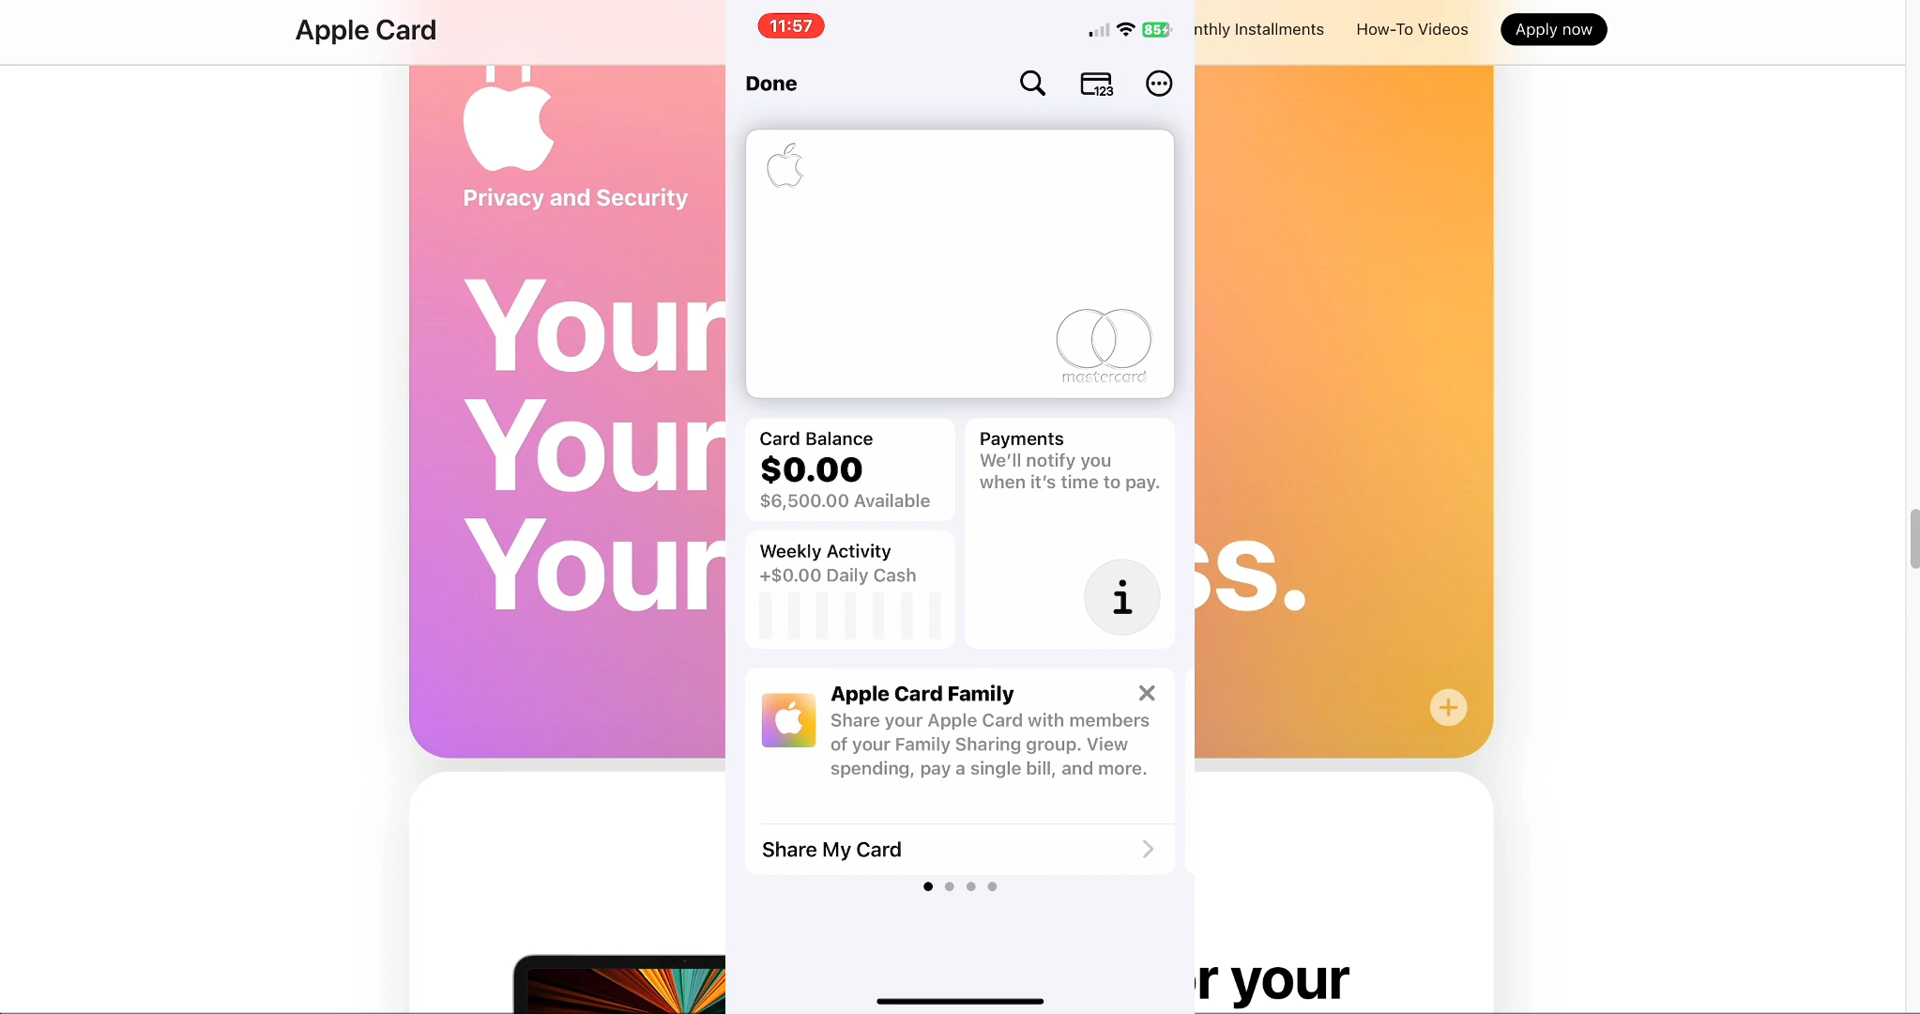 Apple Card
nthly Installments
How-To Videos
Apply now
Privacy and Security
Your
Your
Your
ss.
r your
11:57
85
Done
123
mastercard
Card Balance
$0.00
$6,500.00 Available
Payments
We'll notify you
when it's time to pay.
Weekly Activity
+$0.00 Daily Cash
i
Apple Card Family
Share your Apple Card with members
of your Family Sharing group. View
spending, pay a single bill, and more.
Share My Card